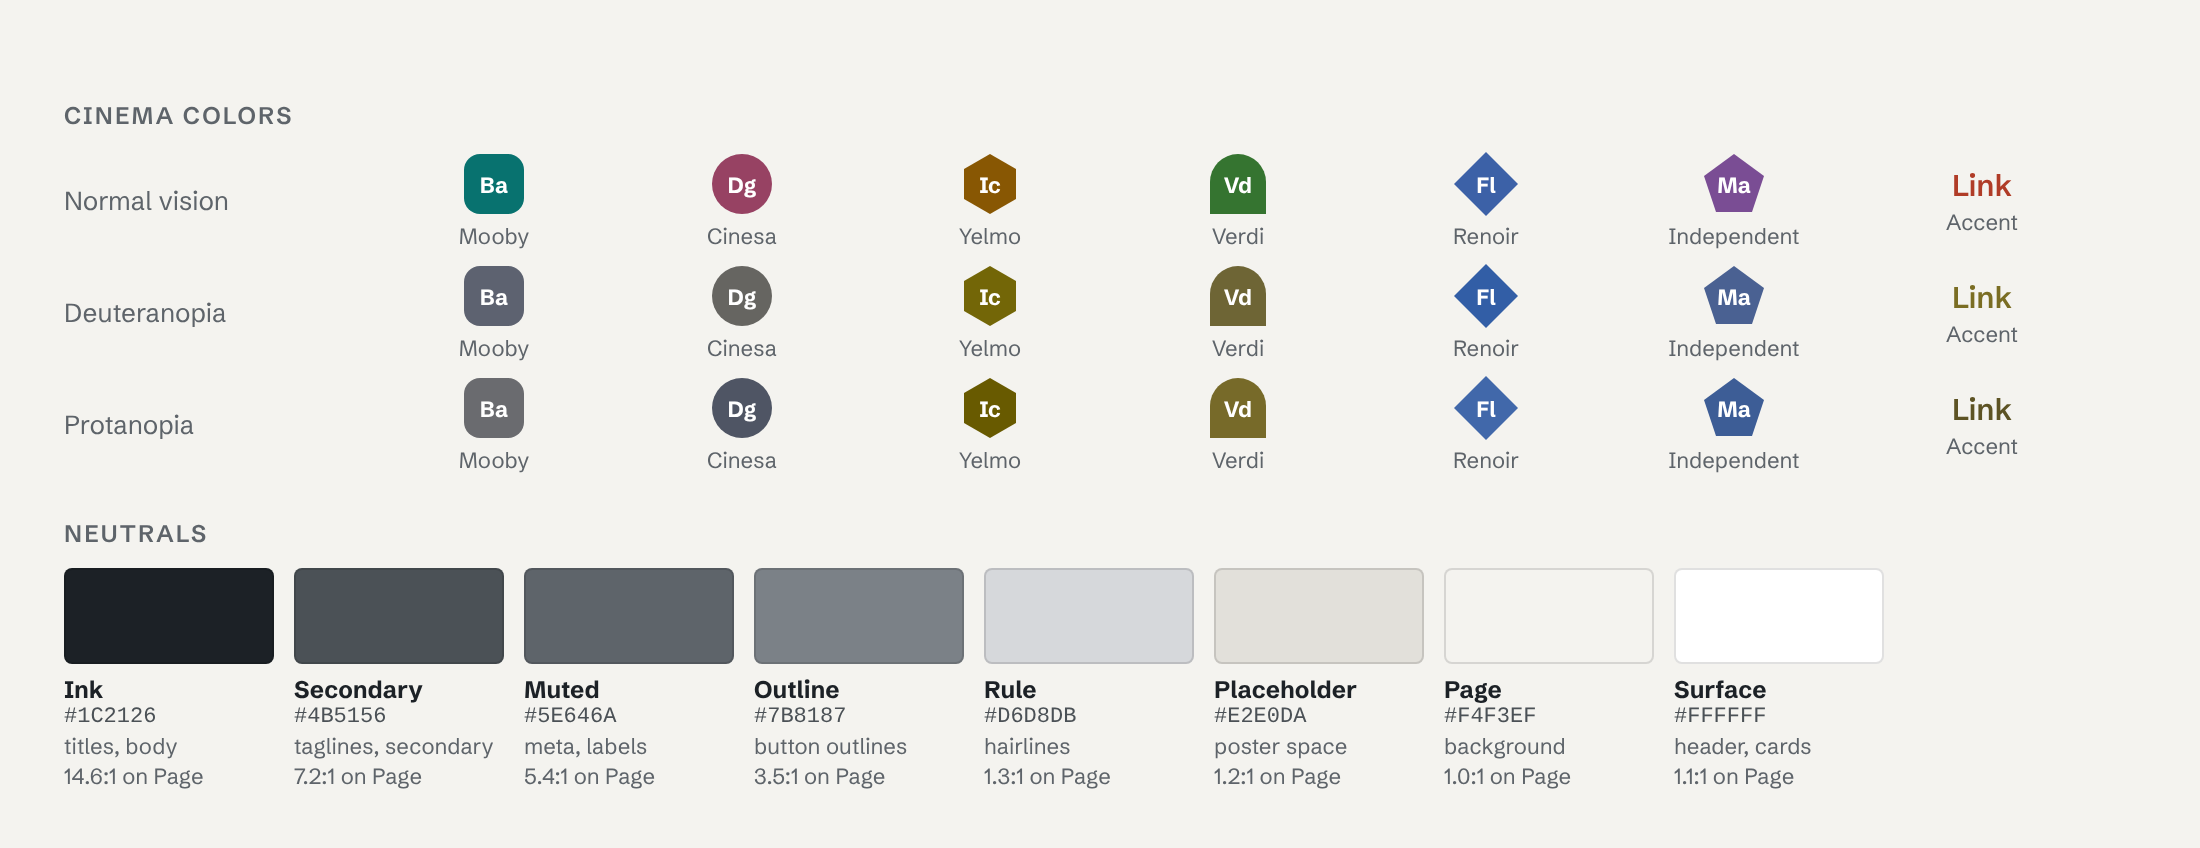 CINEMA COLORS
Normal vision
Ba Dg Ic Vd Fl Ma Link
Mooby Cinesa Yelmo Verdi Renoir Independent Accent
Deuteranopia
Ba Dg Ic Vd Fl Ma Link
Mooby Cinesa Yelmo Verdi Renoir Independent Accent
Protanopia
Ba Dg Ic Vd Fl Ma Link
Mooby Cinesa Yelmo Verdi Renoir Independent Accent
NEUTRALS
Ink Secondary Muted Outline Rule Placeholder Page Surface
#1C2126 #4B5156 #5E646A #7B8187 #D6D8DB #E2E0DA #F4F3EF #FFFFFF
titles, body taglines, secondary meta, labels button outlines hairlines poster space background header, cards
14.6:1 on Page 7.2:1 on Page 5.4:1 on Page 3.5:1 on Page 1.3:1 on Page 1.2:1 on Page 1.0:1 on Page 1.1:1 on Page